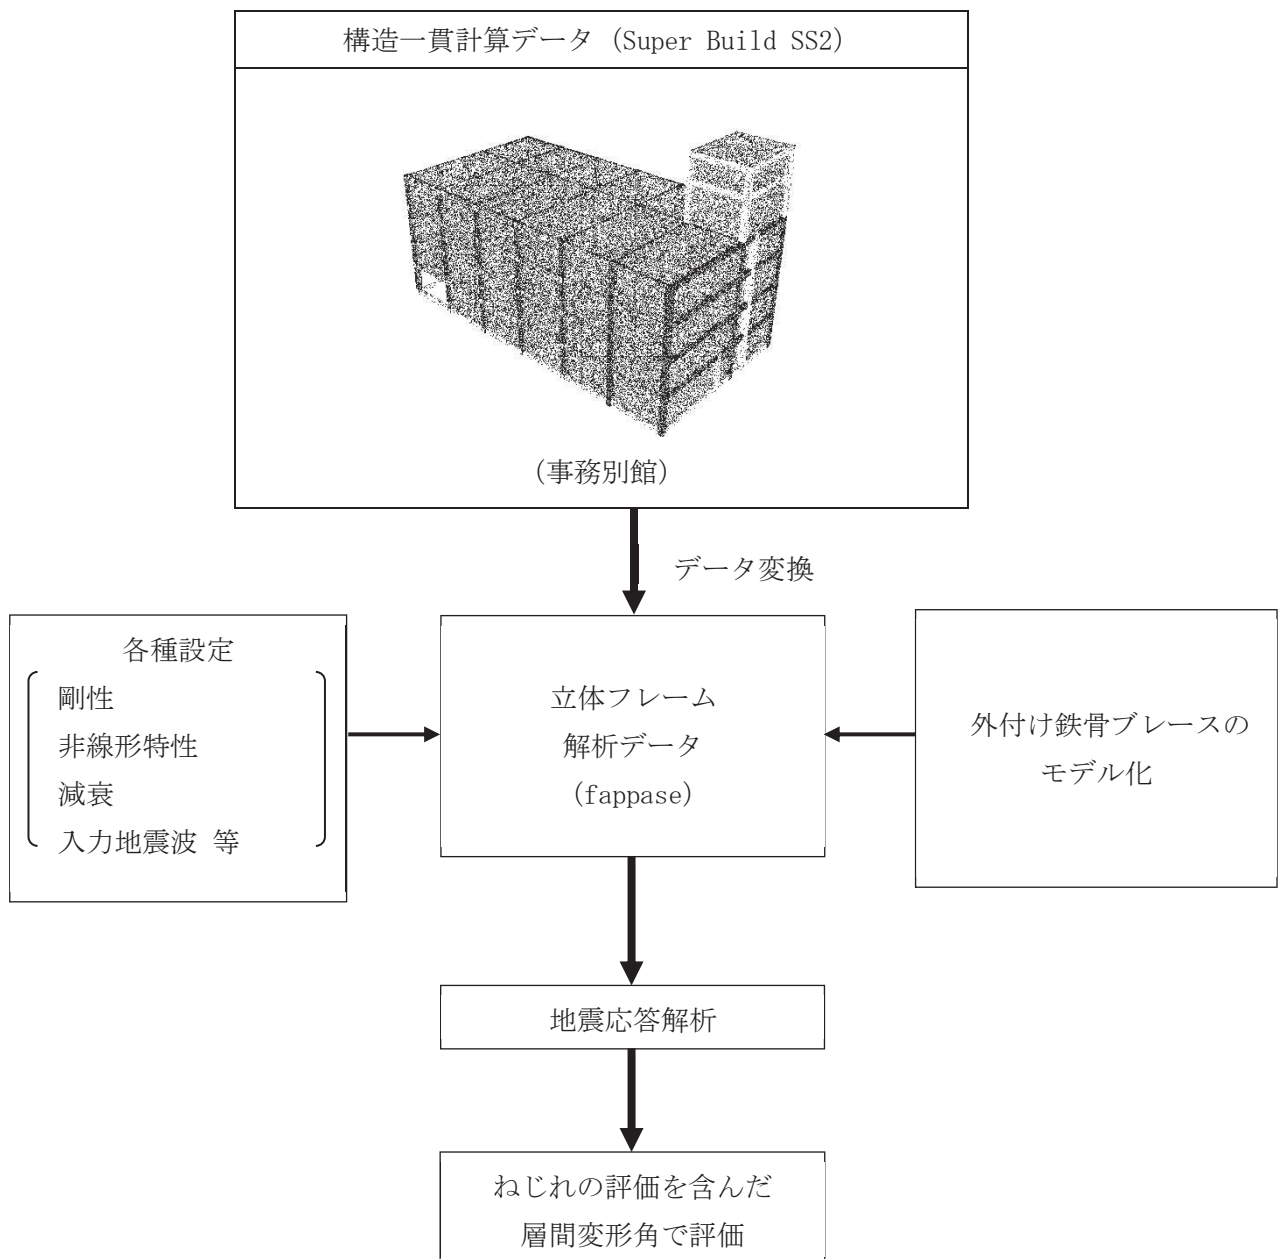 構造一貫計算データ (Super Build SS2)
(事務別館)
データ変換
各種設定
剛性
非線形特性
減衰
入力地震波 等
立体フレーム
解析データ
(fappase)
外付け鉄骨ブレースの
モデル化
地震応答解析
ねじれの評価を含んだ
層間変形角で評価